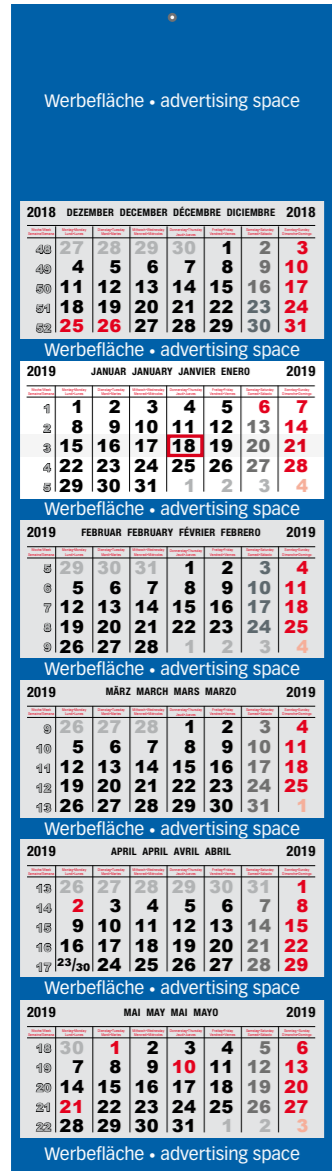 Werbefläche • advertising space
2018 DEZEMBER DECEMBER DÉCEMBRE DICIEMBRE 2018
48 27 28 29 30 1 2 3
49 4 5 6 7 8 9 10
50 11 12 13 14 15 16 17
51 18 19 20 21 22 23 24
52 25 26 27 28 29 30 31
Werbefläche • advertising space
2019 JANUAR JANUARY JANVIER ENERO 2019
1 1 2 3 4 5 6 7
2 8 9 10 11 12 13 14
3 15 16 17 18 19 20 21
4 22 23 24 25 26 27 28
5 29 30 31 1 2 3 4
Werbefläche • advertising space
2019 FEBRUAR FEBRUARY FÉVRIER FEBRERO 2019
5 29 30 31 1 2 3 4
6 5 6 7 8 9 10 11
7 12 13 14 15 16 17 18
8 19 20 21 22 23 24 25
9 26 27 28 1 2 3 4
Werbefläche • advertising space
2019 MÄRZ MARCH MARS MARZO 2019
9 26 27 28 1 2 3 4
10 5 6 7 8 9 10 11
11 12 13 14 15 16 17 18
12 19 20 21 22 23 24 25
13 26 27 28 29 30 31 1
Werbefläche • advertising space
2019 APRIL APRIL AVRIL ABRIL 2019
13 26 27 28 29 30 31 1
14 2 3 4 5 6 7 8
15 9 10 11 12 13 14 15
16 16 17 18 19 20 21 22
17 23/30 24 25 26 27 28 29
Werbefläche • advertising space
2019 MAI MAY MAI MAYO 2019
18 30 1 2 3 4 5 6
19 7 8 9 10 11 12 13
20 14 15 16 17 18 19 20
21 21 22 23 24 25 26 27
22 28 29 30 31 1 2 3
Werbefläche • advertising space